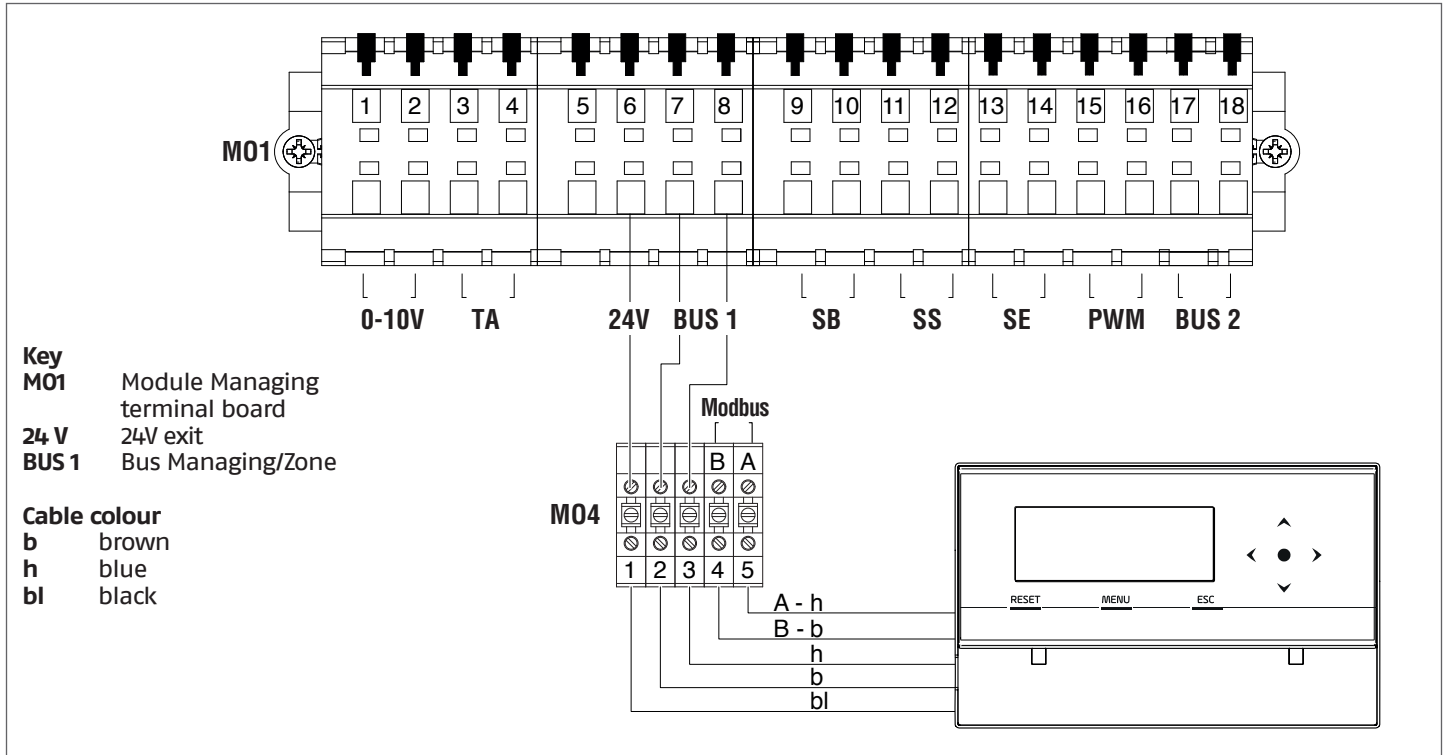 1 2 3 4 5 6 7 8 9 10 11 12 13 14 15 16 17 18
M01
0-10V TA 24V BUS 1 SB SS SE PWM BUS 2
Key
M01 Module Managing
terminal board
24 V 24V exit
BUS 1 Bus Managing/Zone
Cable colour
b brown
h blue
bl black
Modbus
B A
M04
1 2 3 4 5
A - h
B - b
h
b
bl
RESET MENU ESC